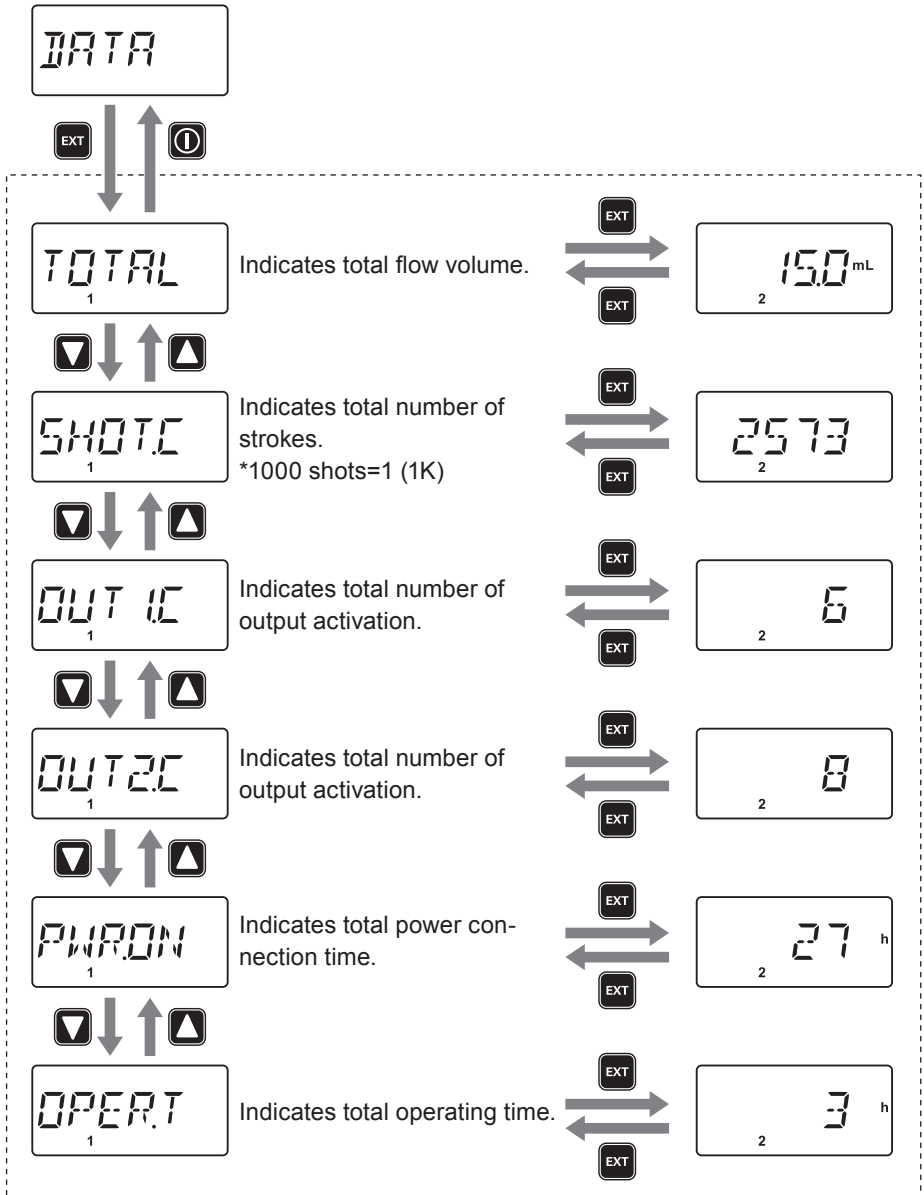 DATA
EXT
TOTAL
1
Indicates total flow volume.
EXT
EXT
15.0 mL
2
SHOT.C
1
Indicates total number of
strokes.
*1000 shots=1 (1K)
EXT
EXT
2573
2
OUT1.C
1
Indicates total number of
output activation.
EXT
EXT
6
2
OUT2.C
1
Indicates total number of
output activation.
EXT
EXT
8
2
PWR.ON
1
Indicates total power con-
nection time.
EXT
EXT
27 h
2
OPER.T
1
Indicates total operating time.
EXT
EXT
3 h
2